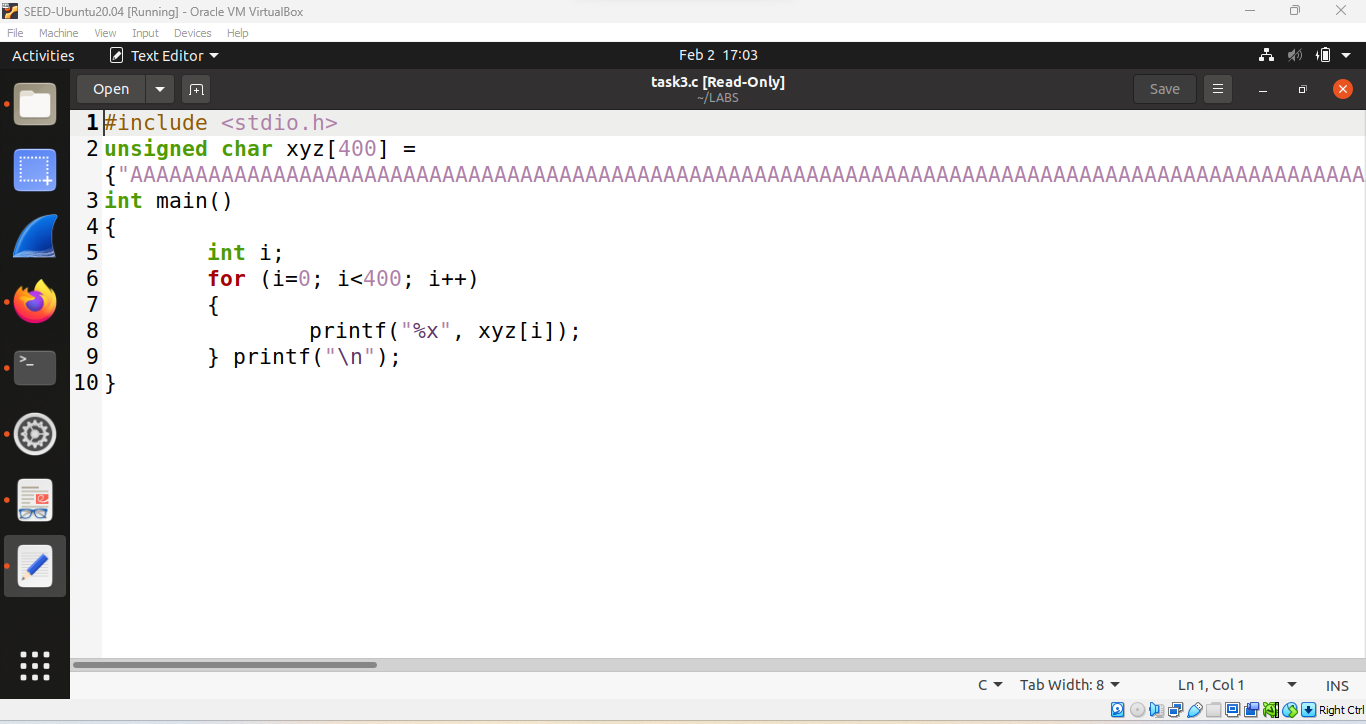 SEED-Ubuntu20.04 [Running] - Oracle VM VirtualBox
File Machine View Input Devices Help
Activities Text Editor Feb 2 17:03
Open task3.c [Read-Only] Save
~/LABS
1 #include <stdio.h>
2 unsigned char xyz[400] =
{"AAAAAAAAAAAAAAAAAAAAAAAAAAAAAAAAAAAAAAAAAAAAAAAAAAAAAAAAAAAAAAAAAAAAAAAAAAAAAAAAAAAAAAAAAAAAAAA
3 int main()
4 {
5 int i;
6 for (i=0; i<400; i++)
7 {
8 printf("%x", xyz[i]);
9 } printf("\n");
10 }
C Tab Width: 8 Ln 1, Col 1 INS
Right Ctrl